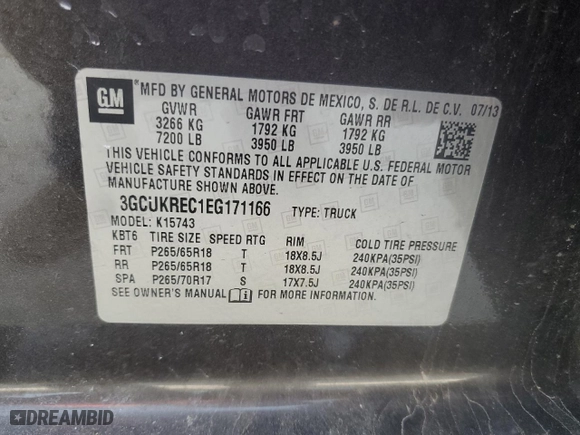 GM
MFD BY GENERAL MOTORS DE MEXICO, S. DE R.L. DE C.V. 07/13
GVWR GAWR FRT GAWR RR
3266 KG 1792 KG 1792 KG
7200 LB 3950 LB 3950 LB
THIS VEHICLE CONFORMS TO ALL APPLICABLE U.S. FEDERAL MOTOR
VEHICLE SAFETY STANDARDS IN EFFECT ON THE DATE OF
MANUFACTURE SHOWN ABOVE.
3GCUKREC1EG171166 TYPE: TRUCK
MODEL: K15743
KBT6 TIRE SIZE SPEED RTG RIM COLD TIRE PRESSURE
FRT P265/65R18 T 18X8.5J 240KPA(35PSI)
RR P265/65R18 T 18X8.5J 240KPA(35PSI)
SPA P265/70R17 S 17X7.5J 240KPA(35PSI)
SEE OWNER'S MANUAL FOR MORE INFORMATION.
DREAMBID